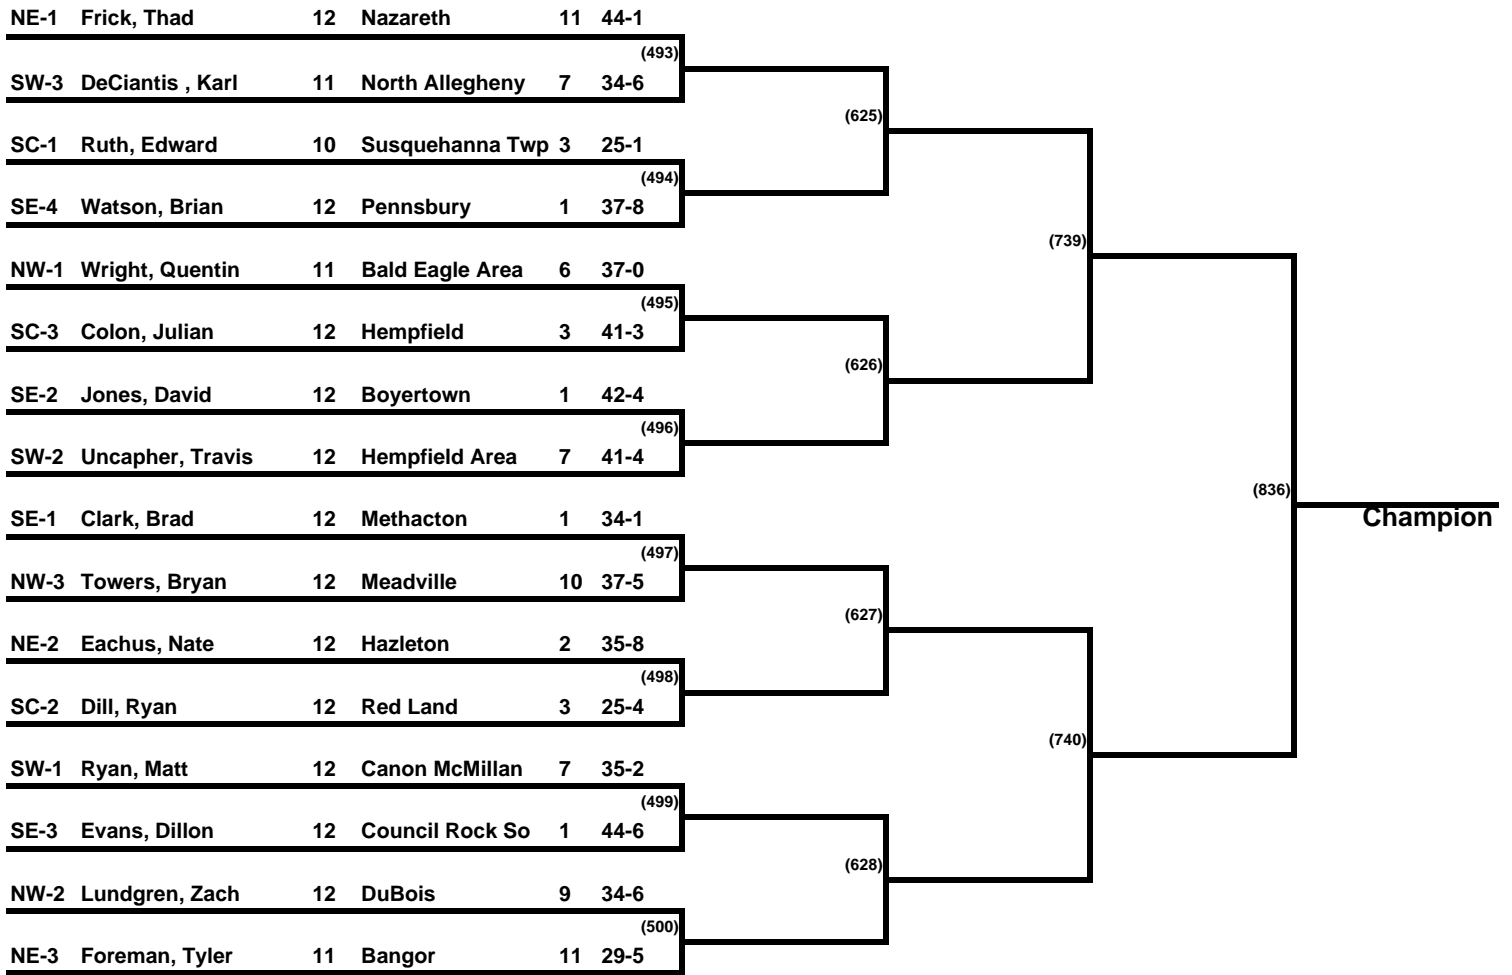 NE-1 Frick, Thad 12 Nazareth 11 44-1
(493)
SW-3 DeCiantis , Karl 11 North Allegheny 7 34-6
(625)
SC-1 Ruth, Edward 10 Susquehanna Twp 3 25-1
(494)
SE-4 Watson, Brian 12 Pennsbury 1 37-8
(739)
NW-1 Wright, Quentin 11 Bald Eagle Area 6 37-0
(495)
SC-3 Colon, Julian 12 Hempfield 3 41-3
(626)
SE-2 Jones, David 12 Boyertown 1 42-4
(496)
SW-2 Uncapher, Travis 12 Hempfield Area 7 41-4
(836)
SE-1 Clark, Brad 12 Methacton 1 34-1
Champion
(497)
NW-3 Towers, Bryan 12 Meadville 10 37-5
(627)
NE-2 Eachus, Nate 12 Hazleton 2 35-8
(498)
SC-2 Dill, Ryan 12 Red Land 3 25-4
(740)
SW-1 Ryan, Matt 12 Canon McMillan 7 35-2
(499)
SE-3 Evans, Dillon 12 Council Rock So 1 44-6
(628)
NW-2 Lundgren, Zach 12 DuBois 9 34-6
(500)
NE-3 Foreman, Tyler 11 Bangor 11 29-5